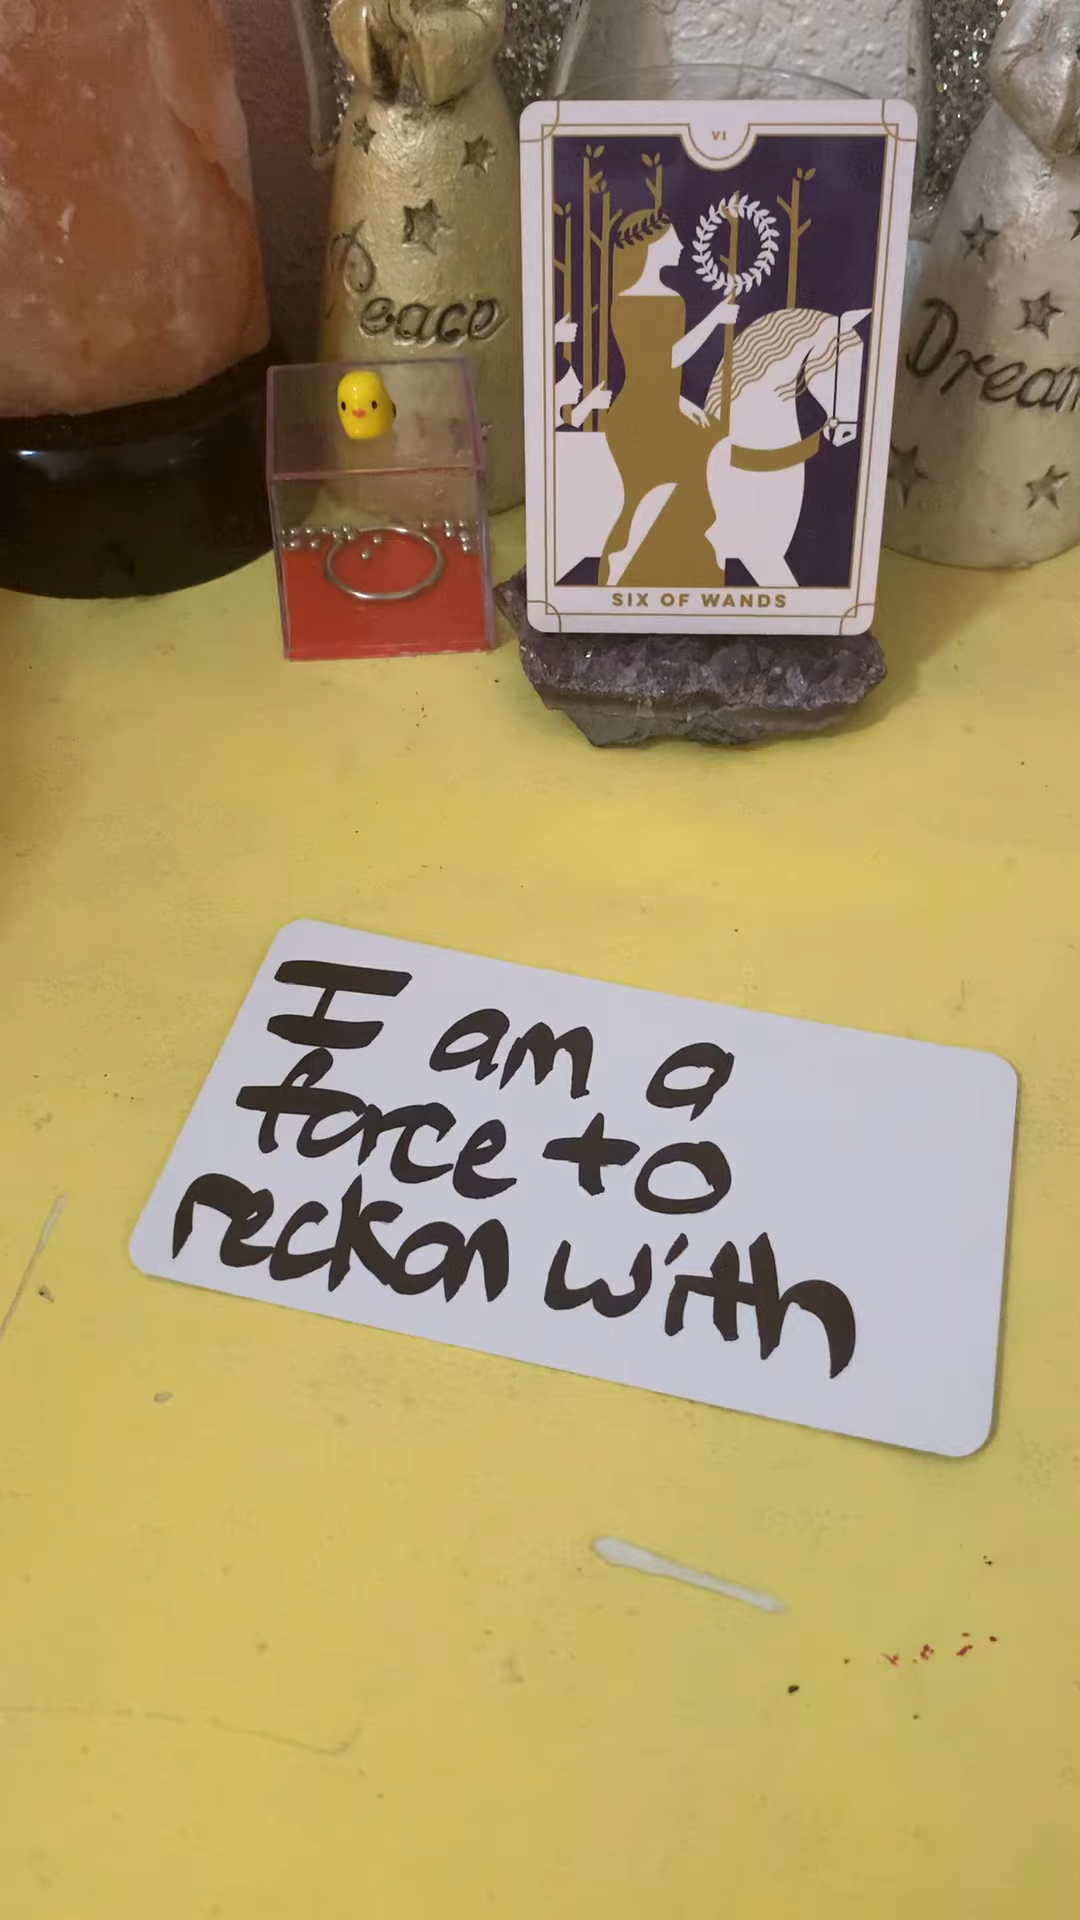 VI
Peace
Dream
SIX OF WANDS
I am a
force to
reckon with